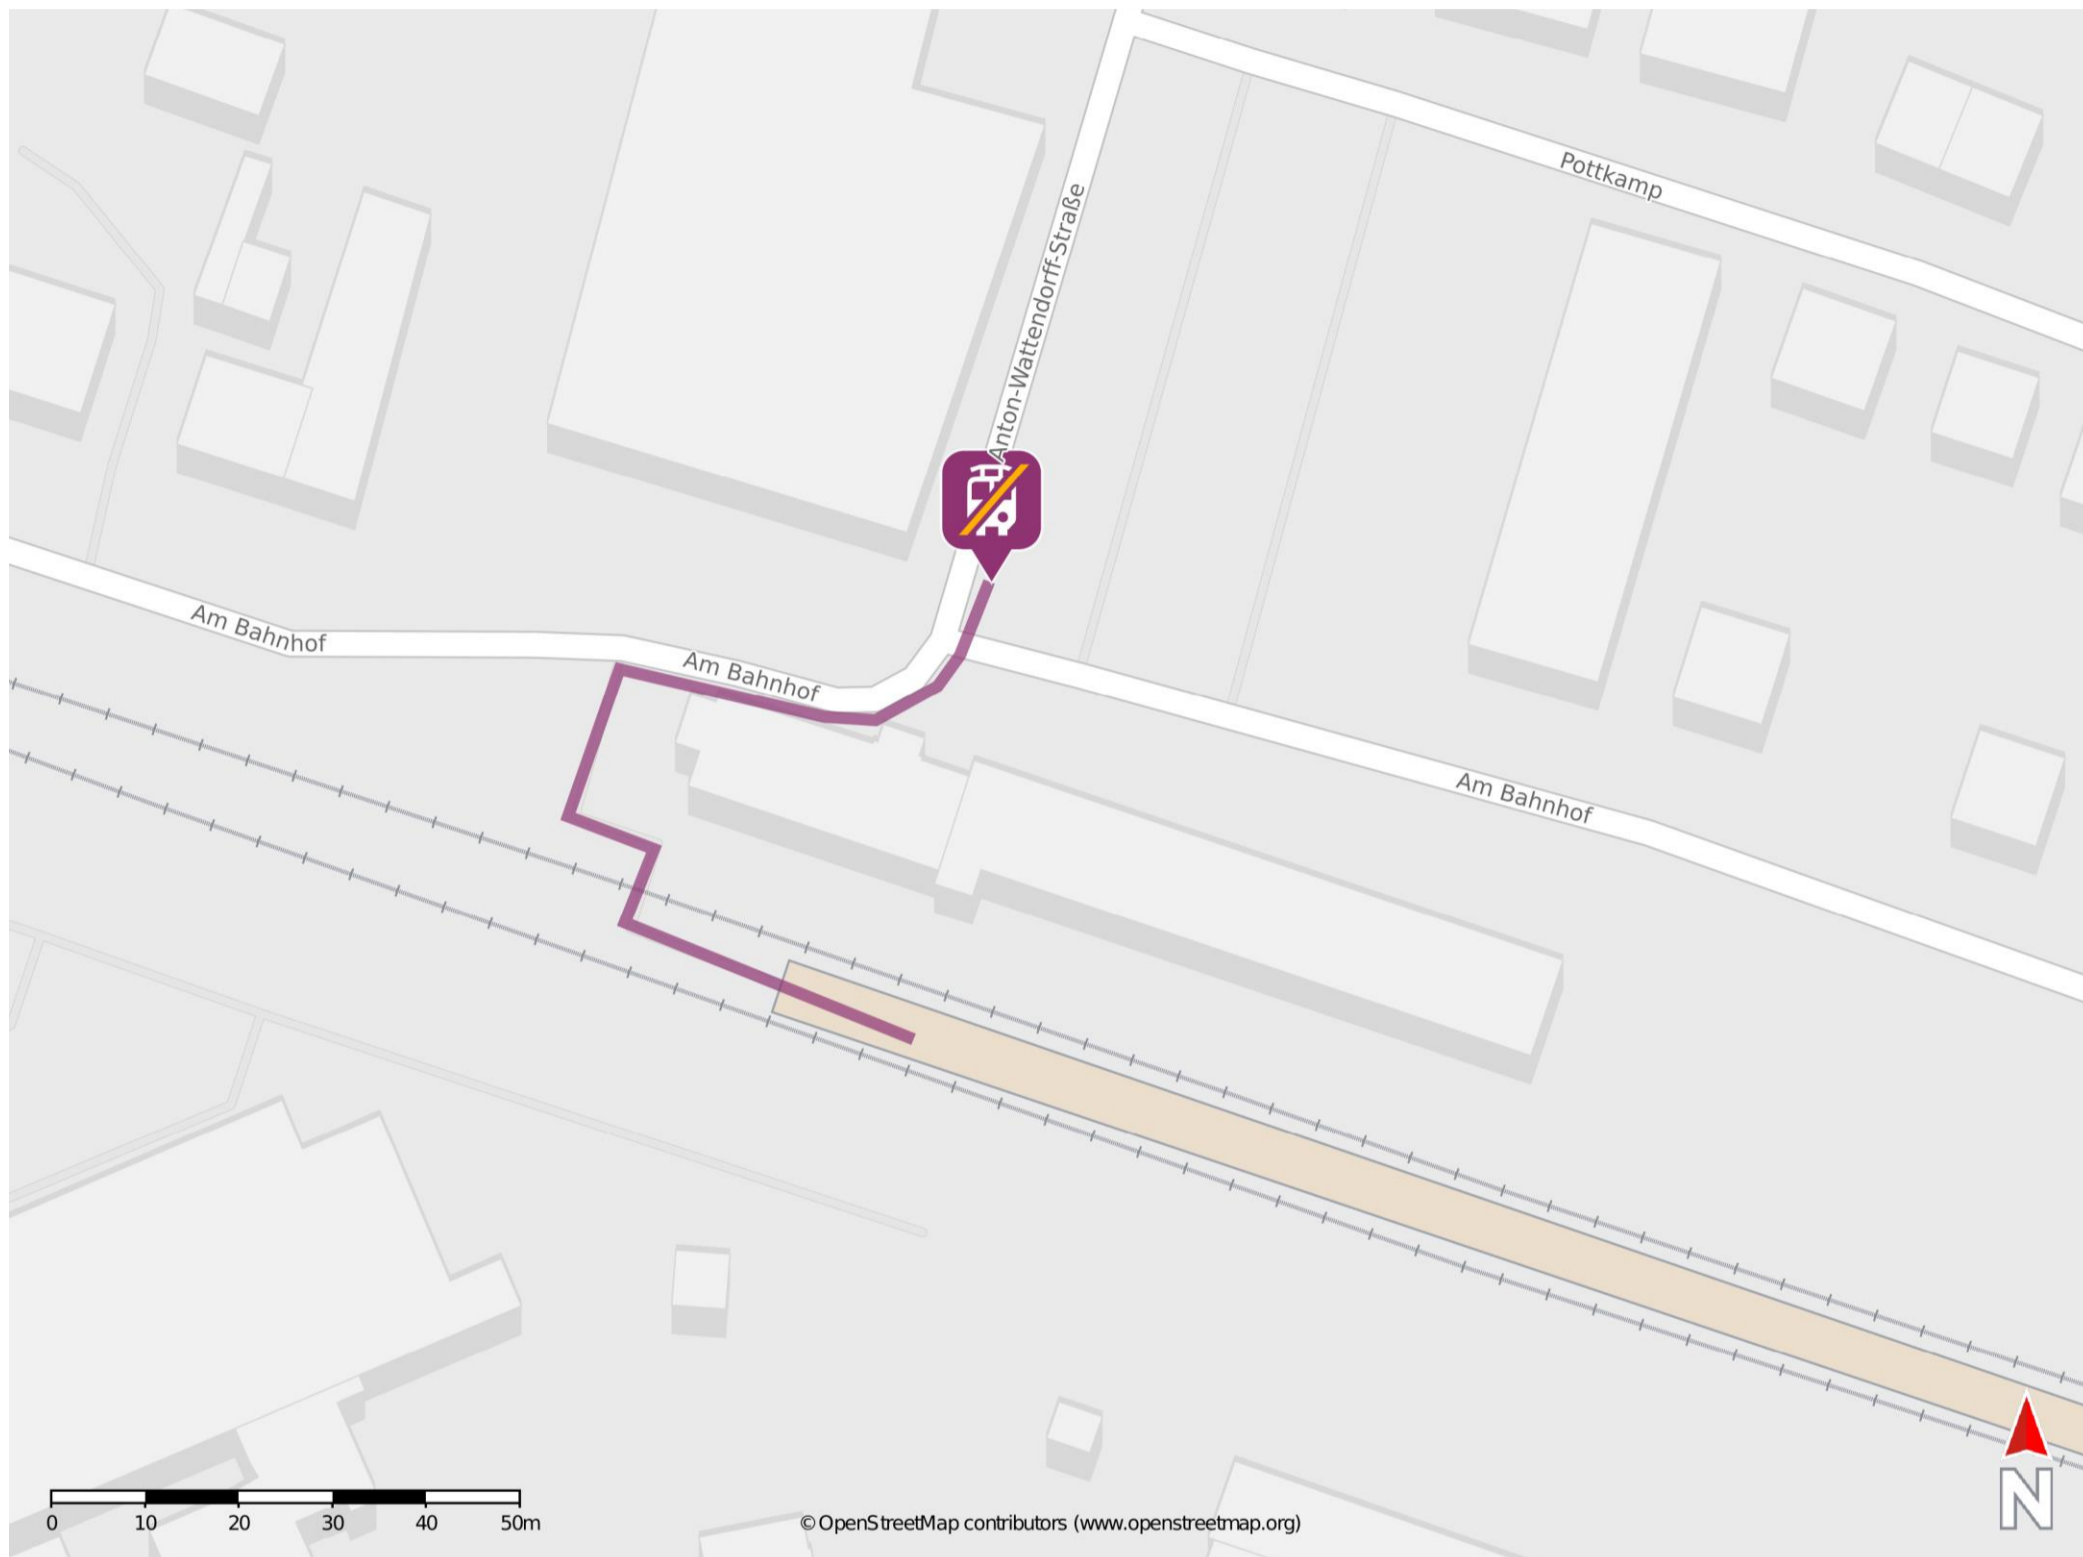 Pottkamp
Anton-Wattendorff-Straße
Am Bahnhof
Am Bahnhof
Am Bahnhof
0 10 20 30 40 50m
© OpenStreetMap contributors (www.openstreetmap.org)
N